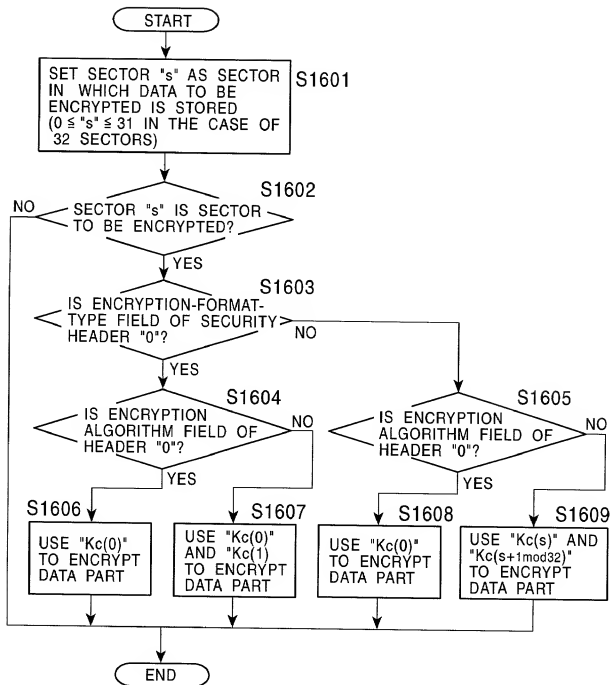 START
SET SECTOR "s" AS SECTOR
IN WHICH DATA TO BE
ENCRYPTED IS STORED
(0 ≦ "s" ≦ 31 IN THE CASE OF
32 SECTORS)
S1601
S1602
NO
SECTOR "s" IS SECTOR
TO BE ENCRYPTED?
YES
S1603
IS ENCRYPTION-FORMAT-
TYPE FIELD OF SECURITY
HEADER "0"?
NO
YES
S1604
IS ENCRYPTION
ALGORITHM FIELD OF
HEADER "0"?
NO
YES
S1605
IS ENCRYPTION
ALGORITHM FIELD OF
HEADER "0"?
NO
YES
S1606
USE "Kc(0)"
TO ENCRYPT
DATA PART
S1607
USE "Kc(0)"
AND "Kc(1)
TO ENCRYPT
DATA PART
S1608
USE "Kc(0)"
TO ENCRYPT
DATA PART
S1609
USE "Kc(s)" AND
"Kc(s+1mod32)"
TO ENCRYPT
DATA PART
END